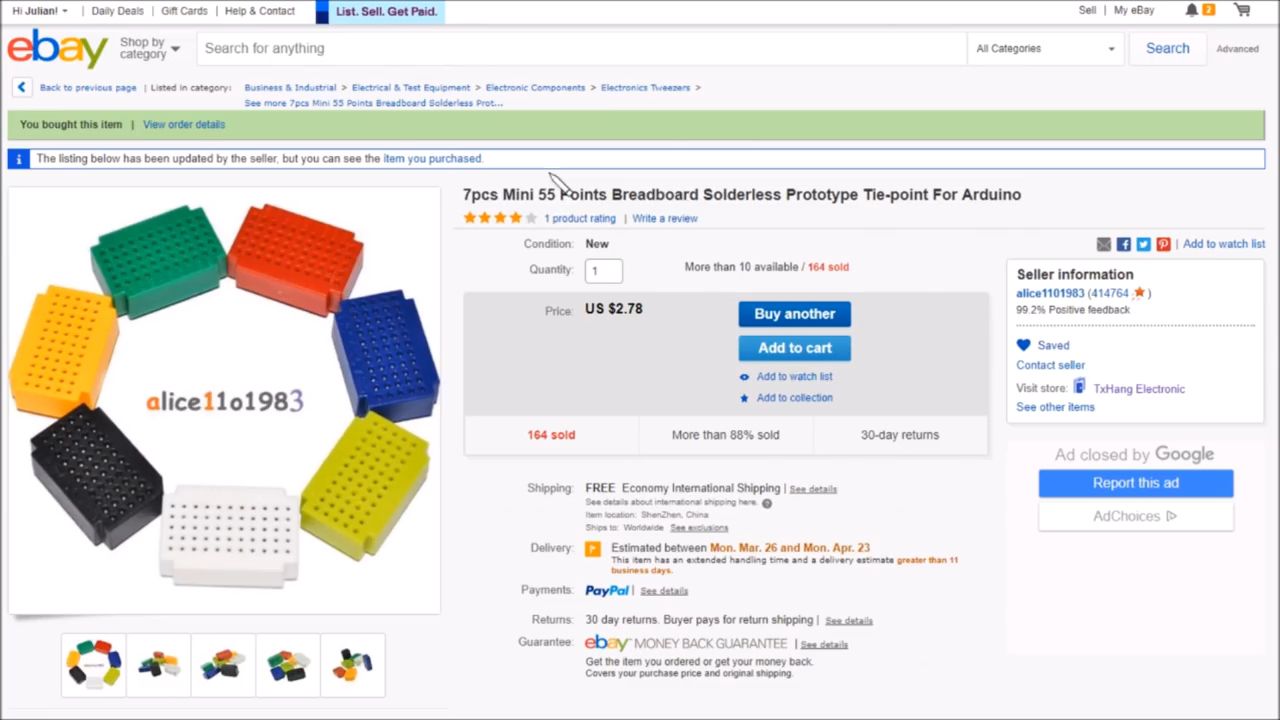 Hi Julian! | Daily Deals | Gift Cards | Help & Contact List. Sell. Get Paid. Sell | My eBay 2
ebay Shop by category Search for anything All Categories Search Advanced
Back to previous page | Listed in category: Business & Industrial > Electrical & Test Equipment > Electronic Components > Electronics Tweezers >
See more 7pcs Mini 55 Points Breadboard Solderless Prot...
You bought this item | View order details
i The listing below has been updated by the seller, but you can see the item you purchased.
alice11o1983
7pcs Mini 55 Points Breadboard Solderless Prototype Tie-point For Arduino
1 product rating | Write a review
Condition: New
| Add to watch list
Quantity: 1 More than 10 available / 164 sold
Price: US $2.78
Buy another
Add to cart
Add to watch list
Add to collection
164 sold More than 88% sold 30-day returns
Shipping: FREE Economy International Shipping | See details
See details about international shipping here. ?
Item location: ShenZhen, China
Ships to: Worldwide See exclusions
Delivery: Estimated between Mon. Mar. 26 and Mon. Apr. 23
This item has an extended handling time and a delivery estimate greater than 11
business days.
Payments: PayPal | See details
Returns: 30 day returns. Buyer pays for return shipping | See details
Guarantee: ebay MONEY BACK GUARANTEE | See details
Get the item you ordered or get your money back.
Covers your purchase price and original shipping.
Seller information
alice1101983 (414764 )
99.2% Positive feedback
Saved
Contact seller
Visit store: TxHang Electronic
See other items
Ad closed by Google
Report this ad
AdChoices